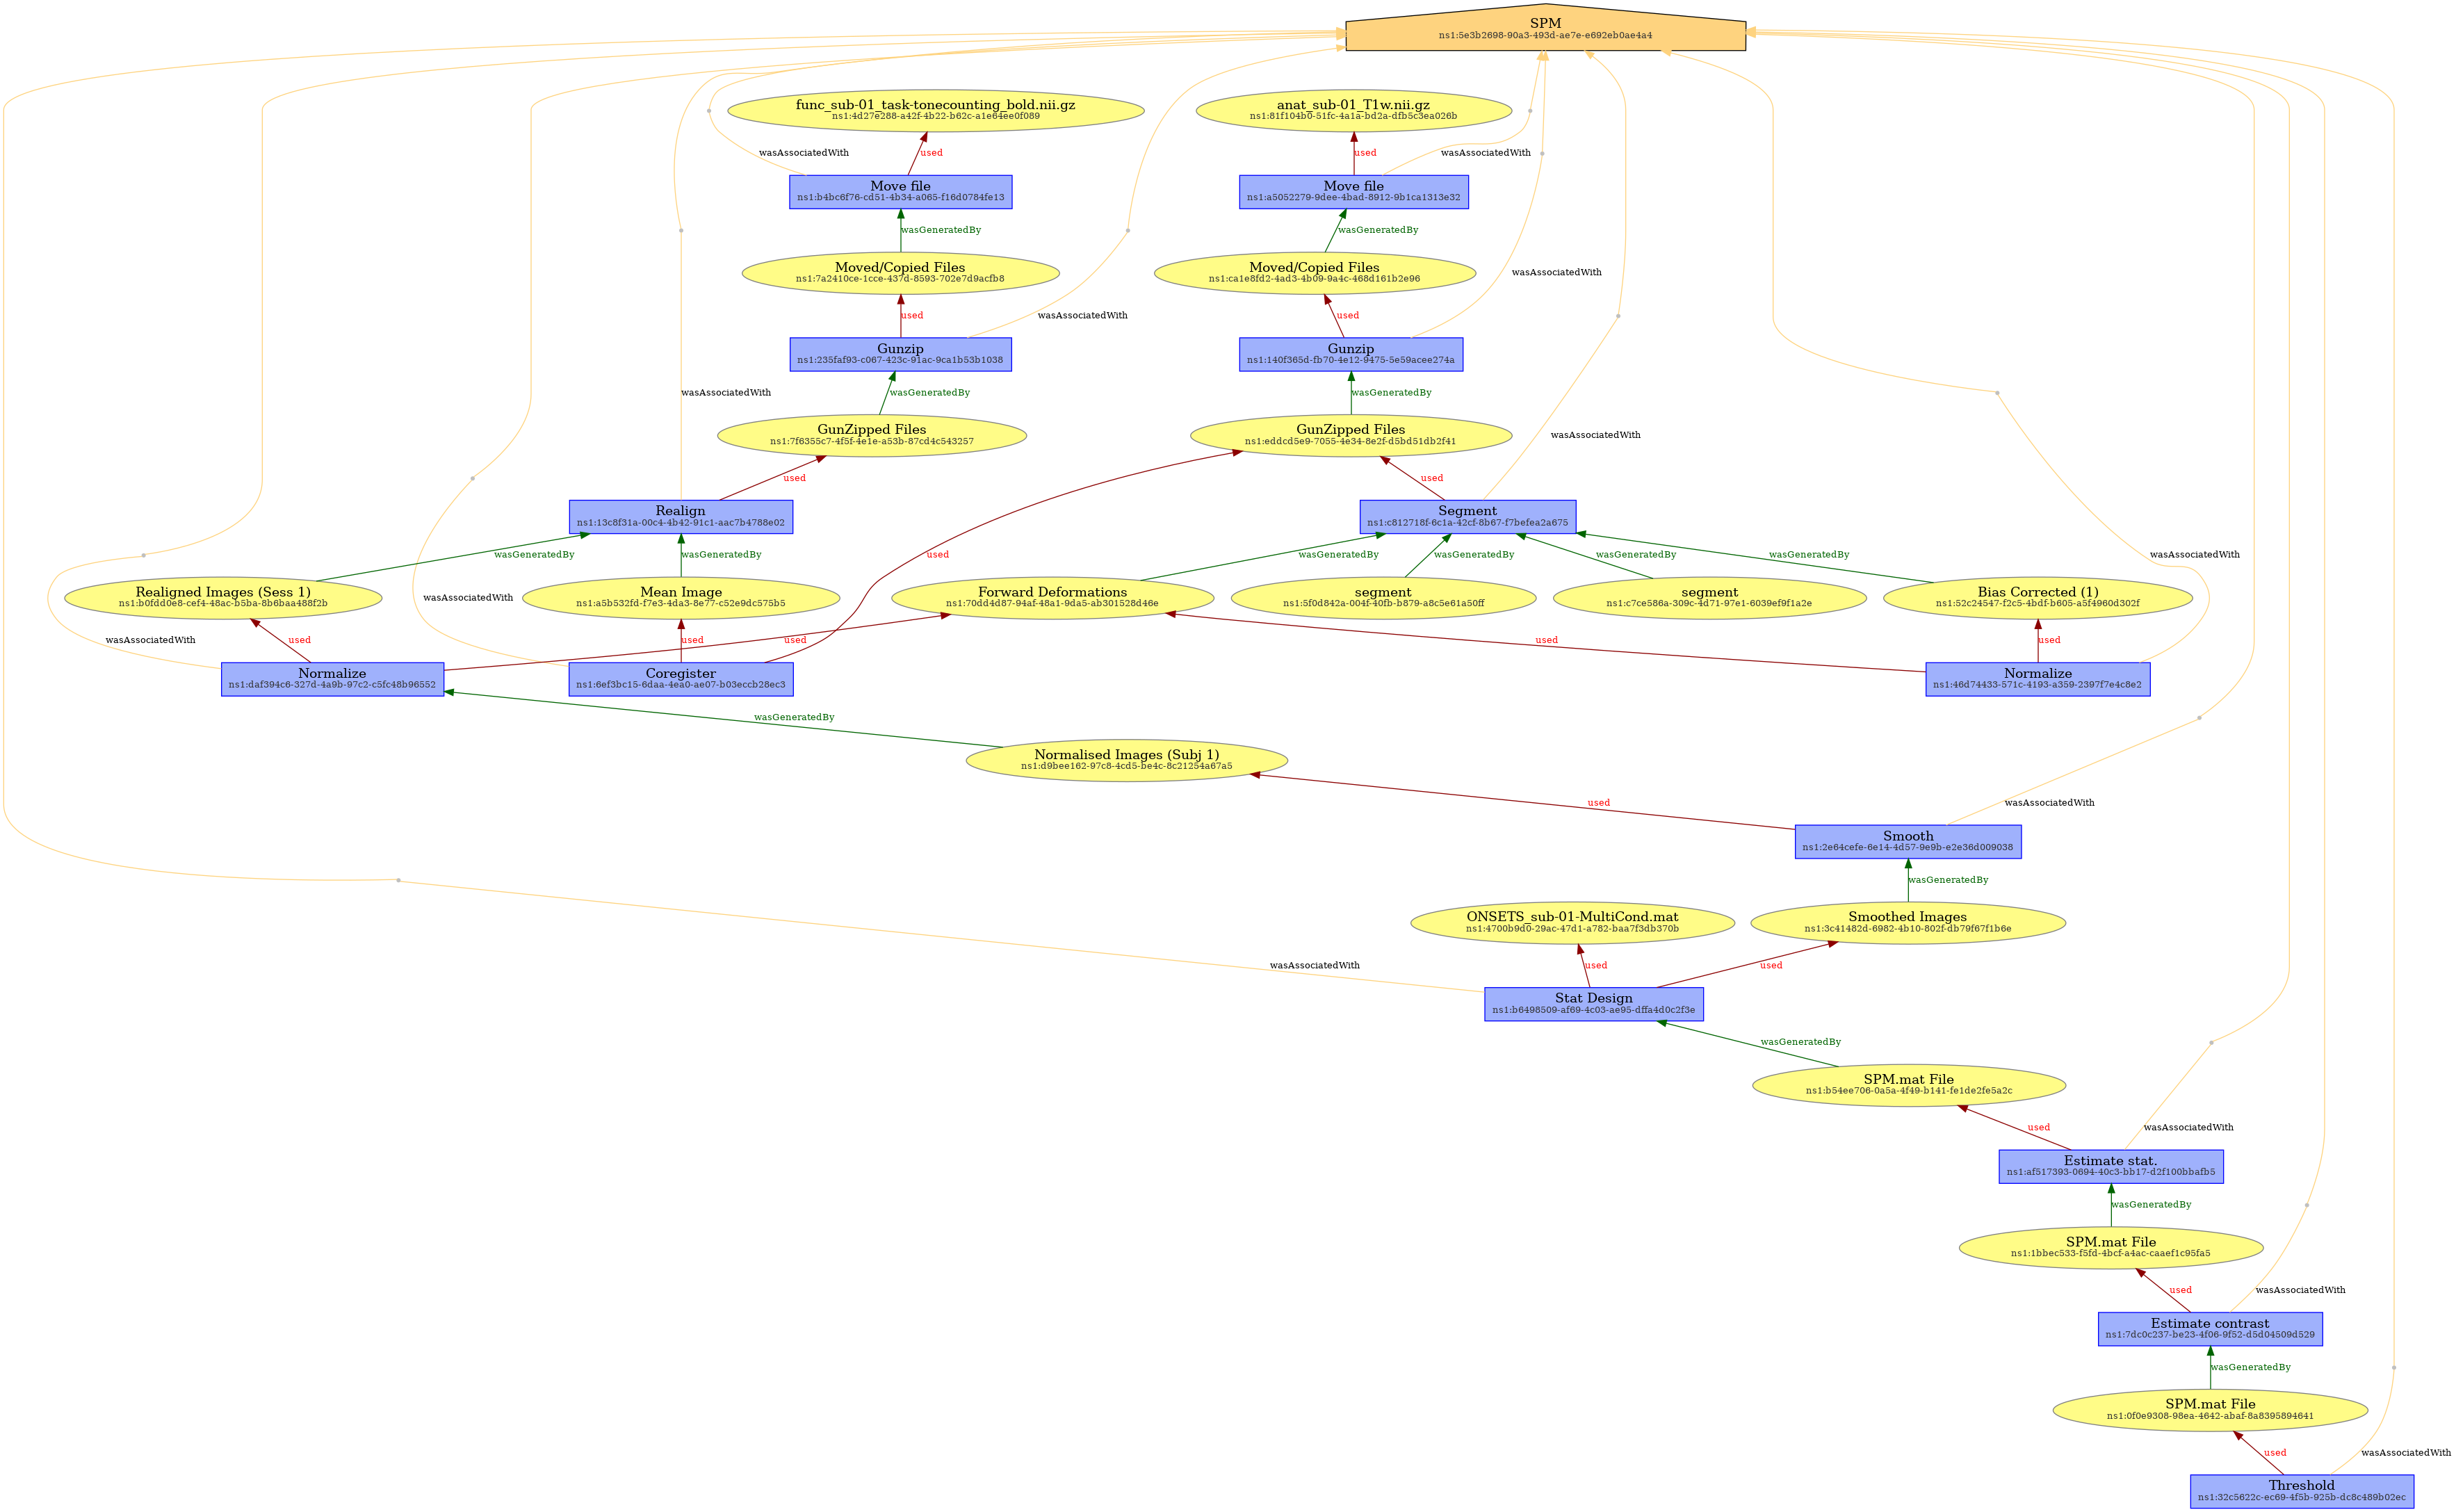 SPM
ns1:5e3b2698-90a3-493d-ae7e-e692eb0ae4a4
func_sub-01_task-tonecounting_bold.nii.gz
ns1:4d27e288-a42f-4b22-b62c-a1e64ee0f089
anat_sub-01_T1w.nii.gz
ns1:81f104b0-51fc-4a1a-bd2a-dfb5c3ea026b
wasAssociatedWith
used
used
wasAssociatedWith
Move file
ns1:b4bc6f76-cd51-4b34-a065-f16d0784fe13
Move file
ns1:a5052279-9dee-4bad-8912-9b1ca1313e32
wasGeneratedBy
wasGeneratedBy
Moved/Copied Files
ns1:7a2410ce-1cce-437d-8593-702e7d9acfb8
Moved/Copied Files
ns1:ca1e8fd2-4ad3-4b09-9a4c-468d161b2e96
wasAssociatedWith
used
wasAssociatedWith
used
Gunzip
ns1:235faf93-c067-423c-91ac-9ca1b53b1038
Gunzip
ns1:140f365d-fb70-4e12-9475-5e59acee274a
wasAssociatedWith
wasGeneratedBy
wasGeneratedBy
GunZipped Files
ns1:7f6355c7-4f5f-4e1e-a53b-87cd4c543257
GunZipped Files
ns1:eddcd5e9-7055-4e34-8e2f-d5bd51db2f41
wasAssociatedWith
used
used
Realign
ns1:13c8f31a-00c4-4b42-91c1-aac7b4788e02
Segment
ns1:c812718f-6c1a-42cf-8b67-f7befea2a675
wasGeneratedBy
wasGeneratedBy
used
wasGeneratedBy
wasGeneratedBy
wasGeneratedBy
wasGeneratedBy
wasAssociatedWith
Realigned Images (Sess 1)
ns1:b0fdd0e8-cef4-48ac-b5ba-8b6baa488f2b
wasAssociatedWith
Mean Image
ns1:a5b532fd-f7e3-4da3-8e77-c52e9dc575b5
Forward Deformations
ns1:70dd4d87-94af-48a1-9da5-ab301528d46e
segment
ns1:5f0d842a-004f-40fb-b879-a8c5e61a50ff
segment
ns1:c7ce586a-309c-4d71-97e1-6039ef9f1a2e
Bias Corrected (1)
ns1:52c24547-f2c5-4bdf-b605-a5f4960d302f
wasAssociatedWith
used
used
used
used
used
Normalize
ns1:daf394c6-327d-4a9b-97c2-c5fc48b96552
Coregister
ns1:6ef3bc15-6daa-4ea0-ae07-b03eccb28ec3
Normalize
ns1:46d74433-571c-4193-a359-2397f7e4c8e2
wasGeneratedBy
Normalised Images (Subj 1)
ns1:d9bee162-97c8-4cd5-be4c-8c21254a67a5
used
wasAssociatedWith
Smooth
ns1:2e64cefe-6e14-4d57-9e9b-e2e36d009038
wasGeneratedBy
ONSETS_sub-01-MultiCond.mat
ns1:4700b9d0-29ac-47d1-a782-baa7f3db370b
Smoothed Images
ns1:3c41482d-6982-4b10-802f-db79f67f1b6e
wasAssociatedWith
used
used
Stat Design
ns1:b6498509-af69-4c03-ae95-dffa4d0c2f3e
wasGeneratedBy
SPM.mat File
ns1:b54ee706-0a5a-4f49-b141-fe1de2fe5a2c
used
wasAssociatedWith
Estimate stat.
ns1:af517393-0694-40c3-bb17-d2f100bbafb5
wasGeneratedBy
SPM.mat File
ns1:1bbec533-f5fd-4bcf-a4ac-caaef1c95fa5
used
wasAssociatedWith
Estimate contrast
ns1:7dc0c237-be23-4f06-9f52-d5d04509d529
wasGeneratedBy
SPM.mat File
ns1:0f0e9308-98ea-4642-abaf-8a8395894641
used
wasAssociatedWith
Threshold
ns1:32c5622c-ec69-4f5b-925b-dc8c489b02ec